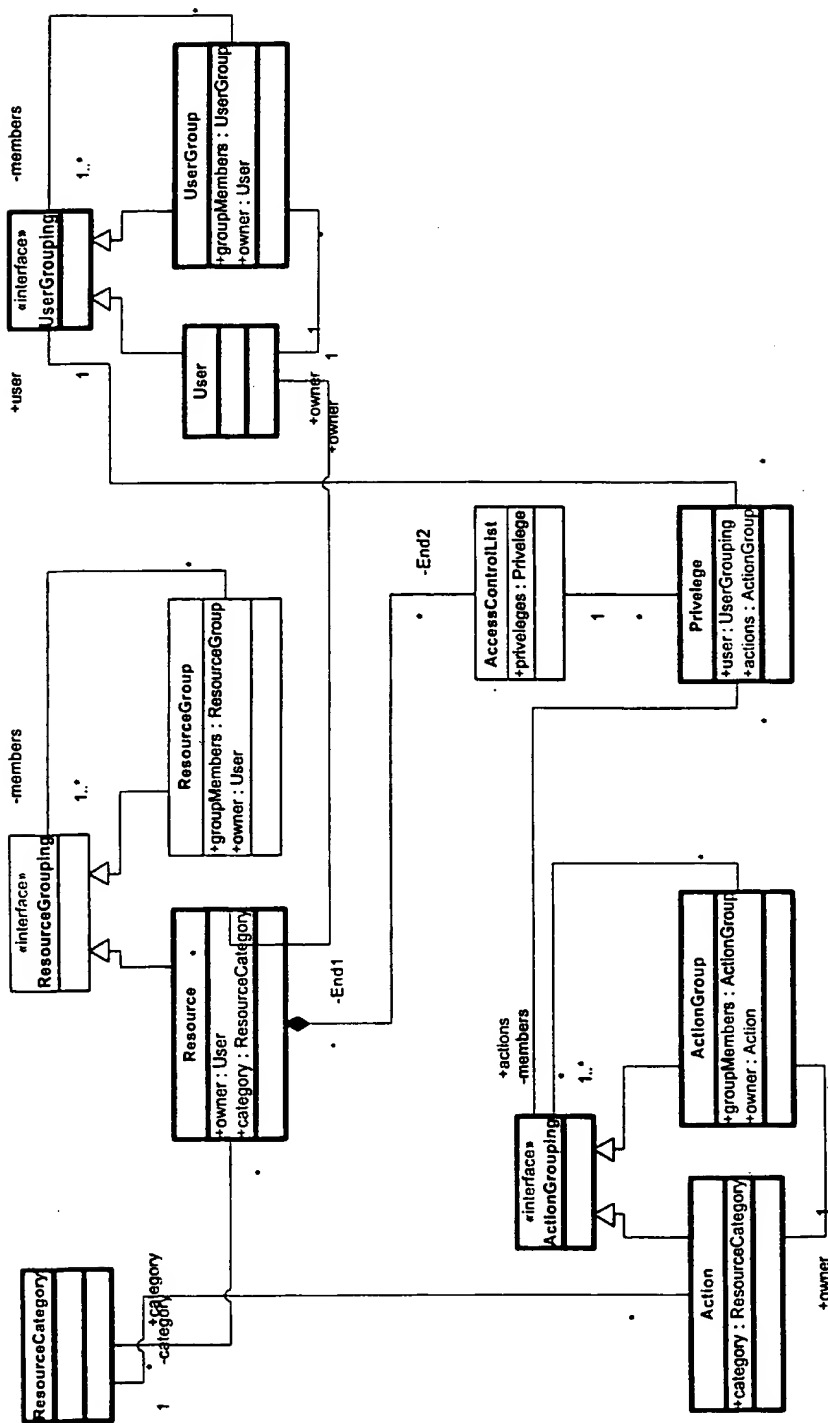 ResourceCategory
1
*
+category
-category
«interface»
ResourceGrouping
-members
1..*
Resource
+owner : User
+category : ResourceCategory
*
*
ResourceGroup
+groupMembers : ResourceGroup
+owner : User
*
«interface»
UserGrouping
+user
1
-members
1..*
User
+owner
1
+owner
1
UserGroup
+groupMembers : UserGroup
+owner : User
*
*
-End1
*
-End2
*
AccessControlList
+priveleges : Privelege
1
*
Privelege
+user : UserGrouping
+actions : ActionGroup
*
*
«interface»
ActionGrouping
+actions
-members
*
1..*
Action
+category : ResourceCategory
*
+owner
1
ActionGroup
+groupMembers : ActionGroup
+owner : Action
*
*